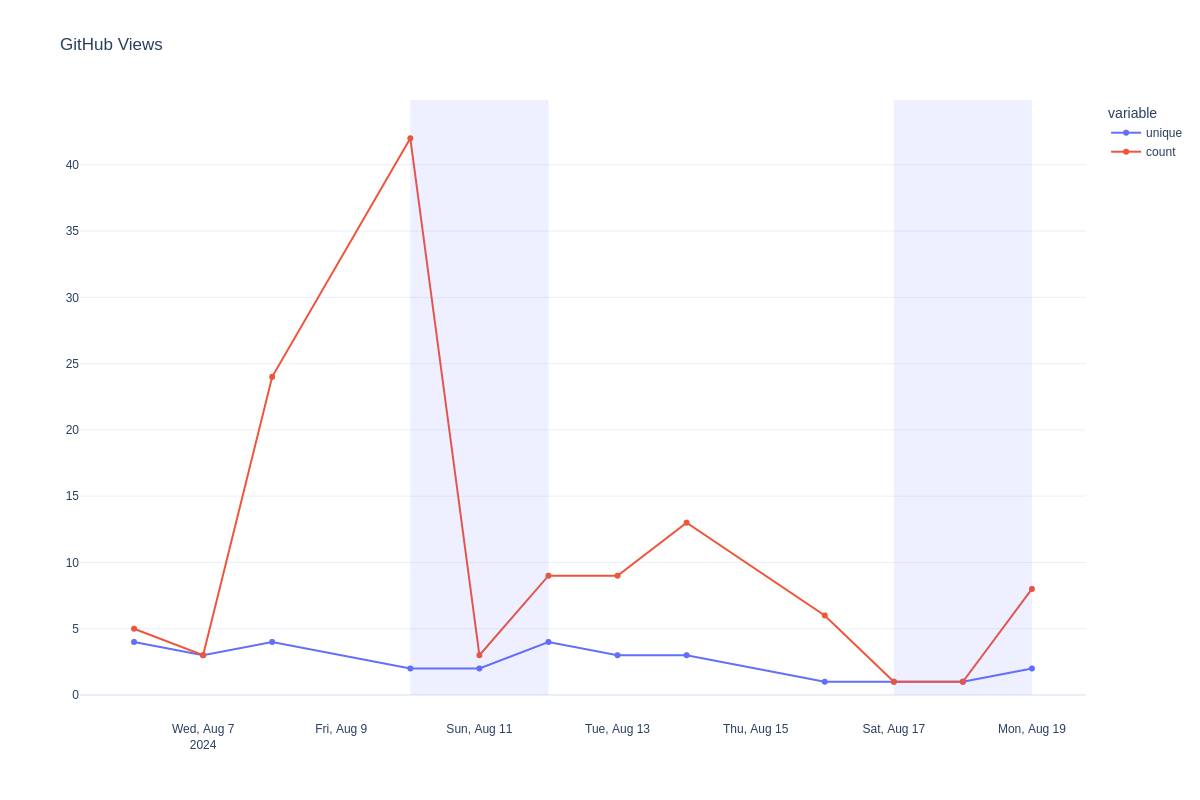 GitHub Views
variable
unique
count
40
35
30
25
20
15
10
5
0
Wed, Aug 7
2024
Fri, Aug 9
Sun, Aug 11
Tue, Aug 13
Thu, Aug 15
Sat, Aug 17
Mon, Aug 19